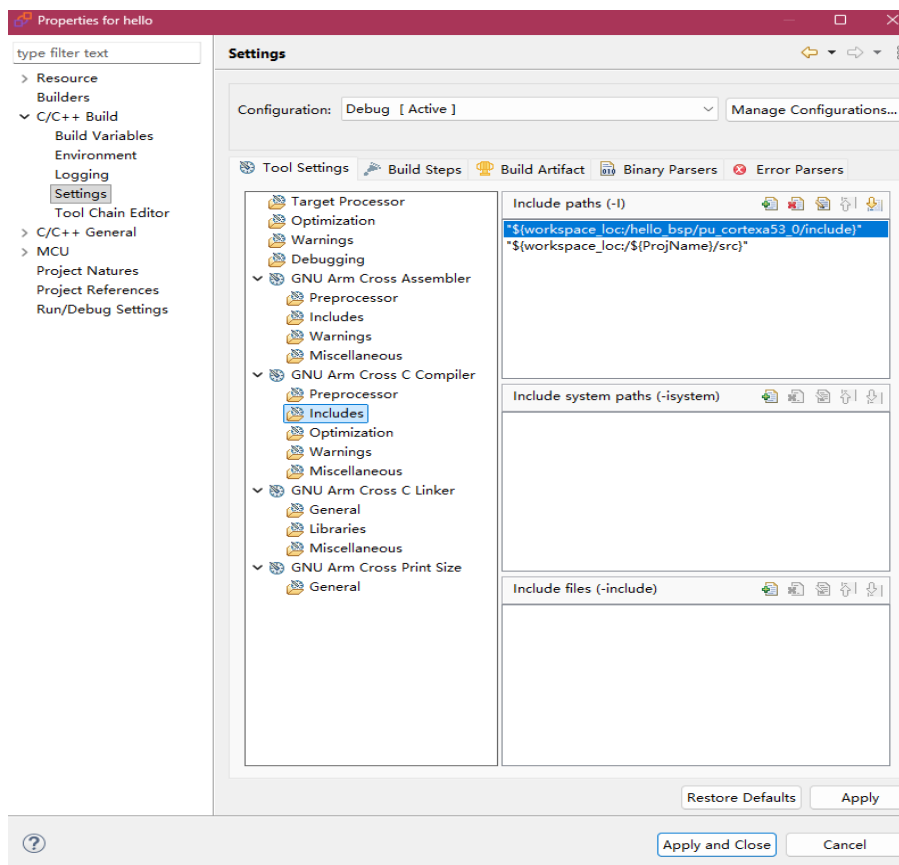 Properties for hello
type filter text
Resource
Builders
C/C++ Build
Build Variables
Environment
Logging
Settings
Tool Chain Editor
C/C++ General
MCU
Project Natures
Project References
Run/Debug Settings
Settings
Configuration: Debug [ Active ] Manage Configurations...
Tool Settings Build Steps Build Artifact Binary Parsers Error Parsers
Target Processor
Optimization
Warnings
Debugging
GNU Arm Cross Assembler
Preprocessor
Includes
Warnings
Miscellaneous
GNU Arm Cross C Compiler
Preprocessor
Includes
Optimization
Warnings
Miscellaneous
GNU Arm Cross C Linker
General
Libraries
Miscellaneous
GNU Arm Cross Print Size
General
Include paths (-I)
"${workspace_loc:/hello_bsp/pu_cortexa53_0/include}"
"${workspace_loc:/${ProjName}/src}"
Include system paths (-isystem)
Include files (-include)
Restore Defaults Apply
? Apply and Close Cancel